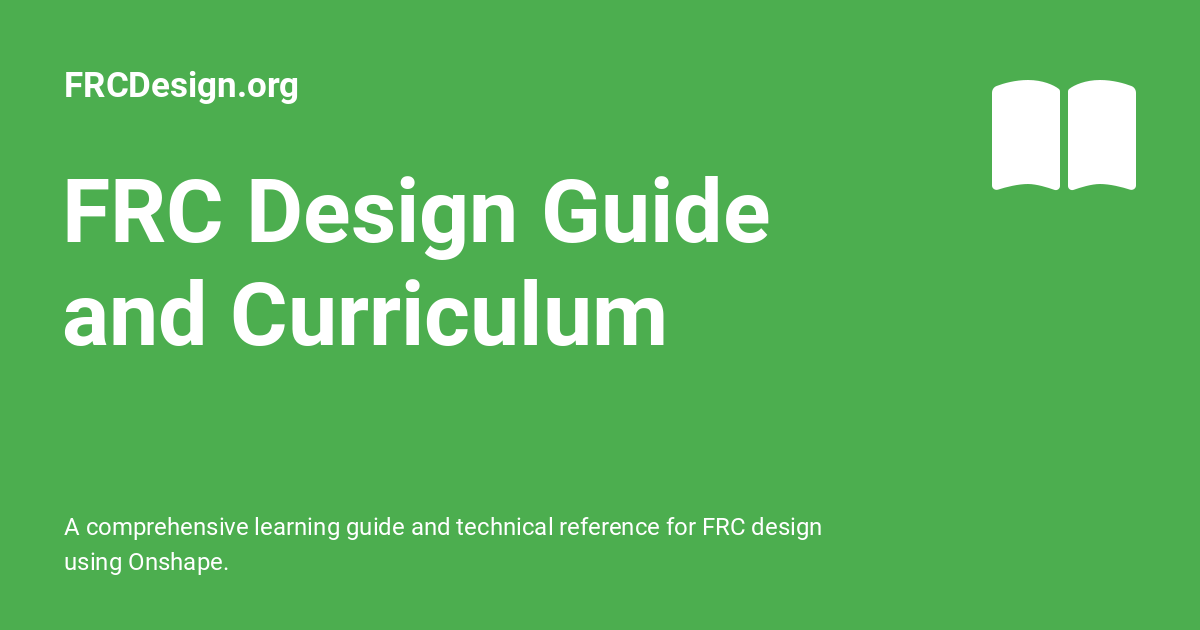 FRCDesign.org
FRC Design Guide
and Curriculum
A comprehensive learning guide and technical reference for FRC design
using Onshape.